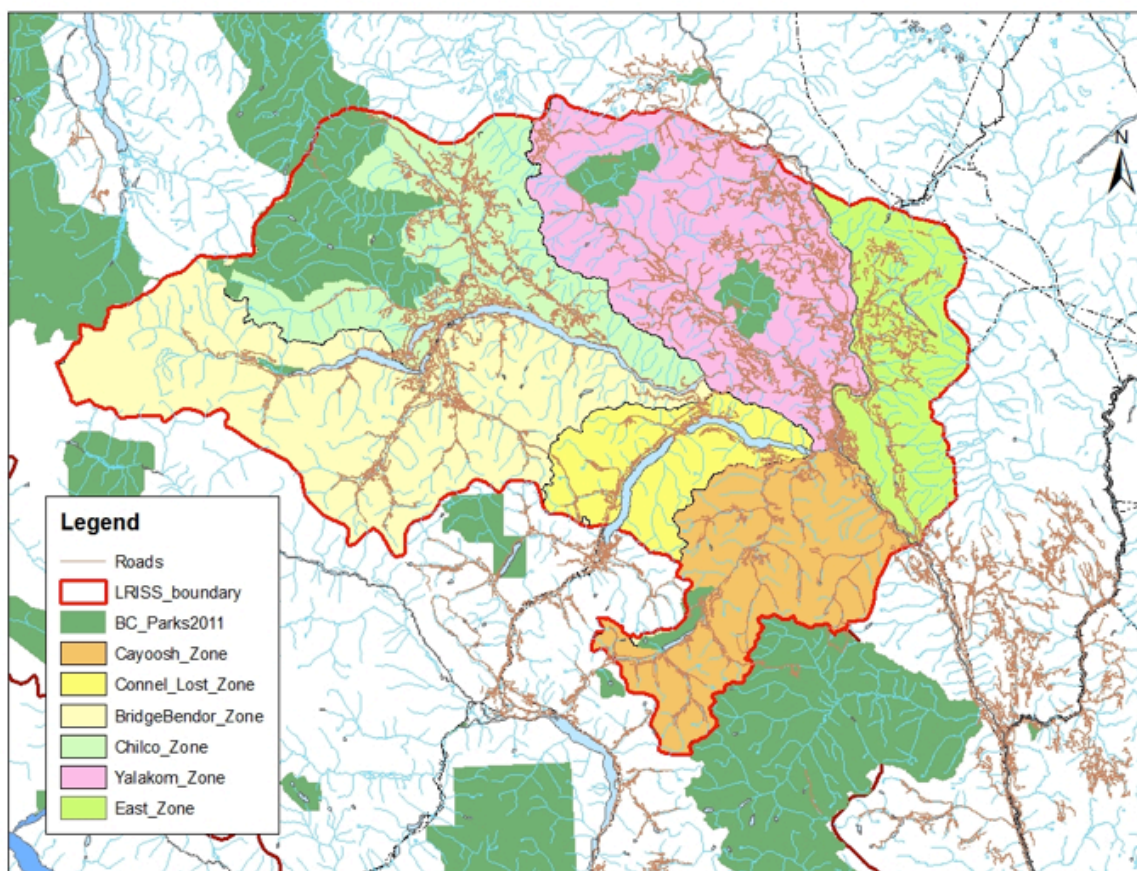 N
Legend
Roads
LRISS_boundary
BC_Parks2011
Cayoosh_Zone
Connel_Lost_Zone
BridgeBendor_Zone
Chilco_Zone
Yalakom_Zone
East_Zone